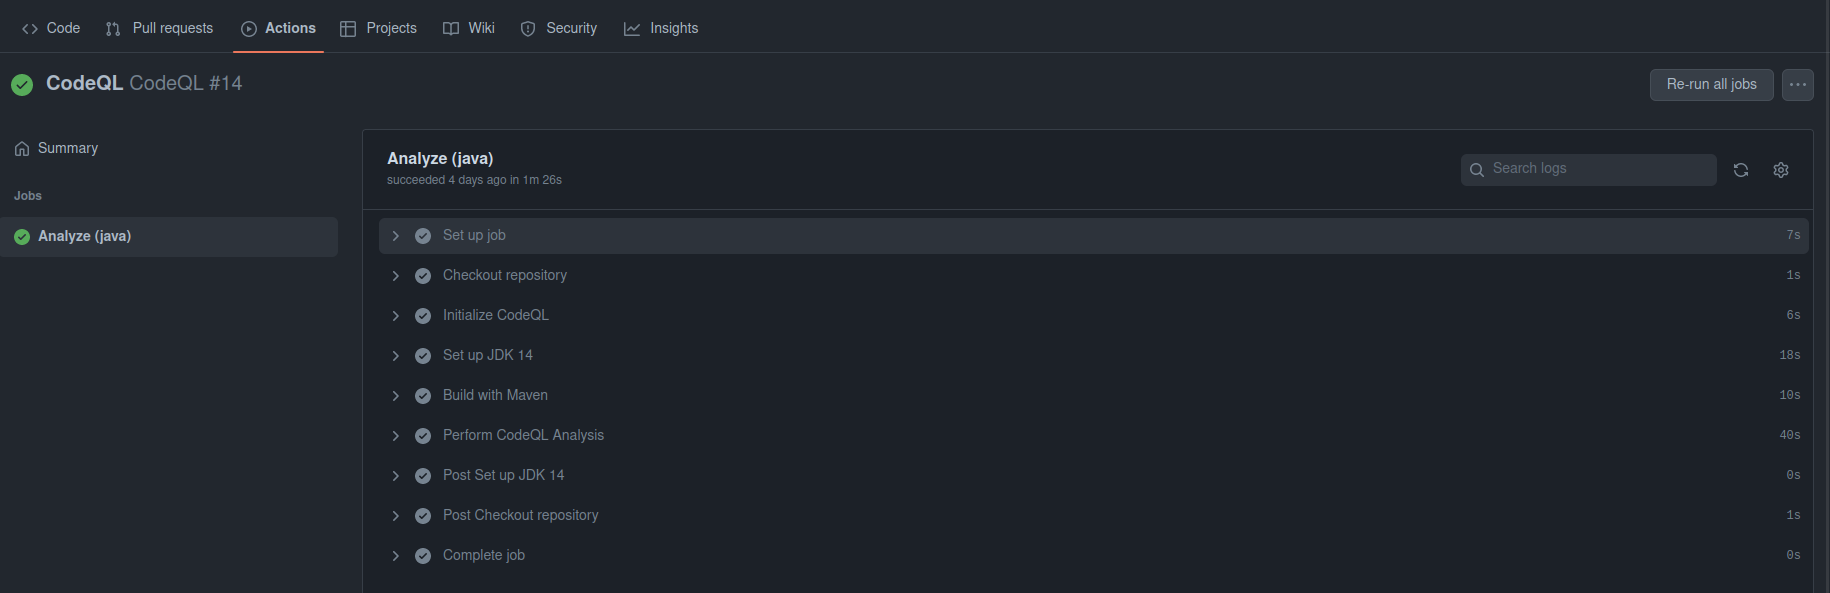 Code Pull requests Actions Projects Wiki Security Insights
CodeQL CodeQL #14
Re-run all jobs
Summary
Jobs
Analyze (java)
Analyze (java)
succeeded 4 days ago in 1m 26s
Search logs
Set up job 7s
Checkout repository 1s
Initialize CodeQL 6s
Set up JDK 14 18s
Build with Maven 10s
Perform CodeQL Analysis 40s
Post Set up JDK 14 0s
Post Checkout repository 1s
Complete job 0s